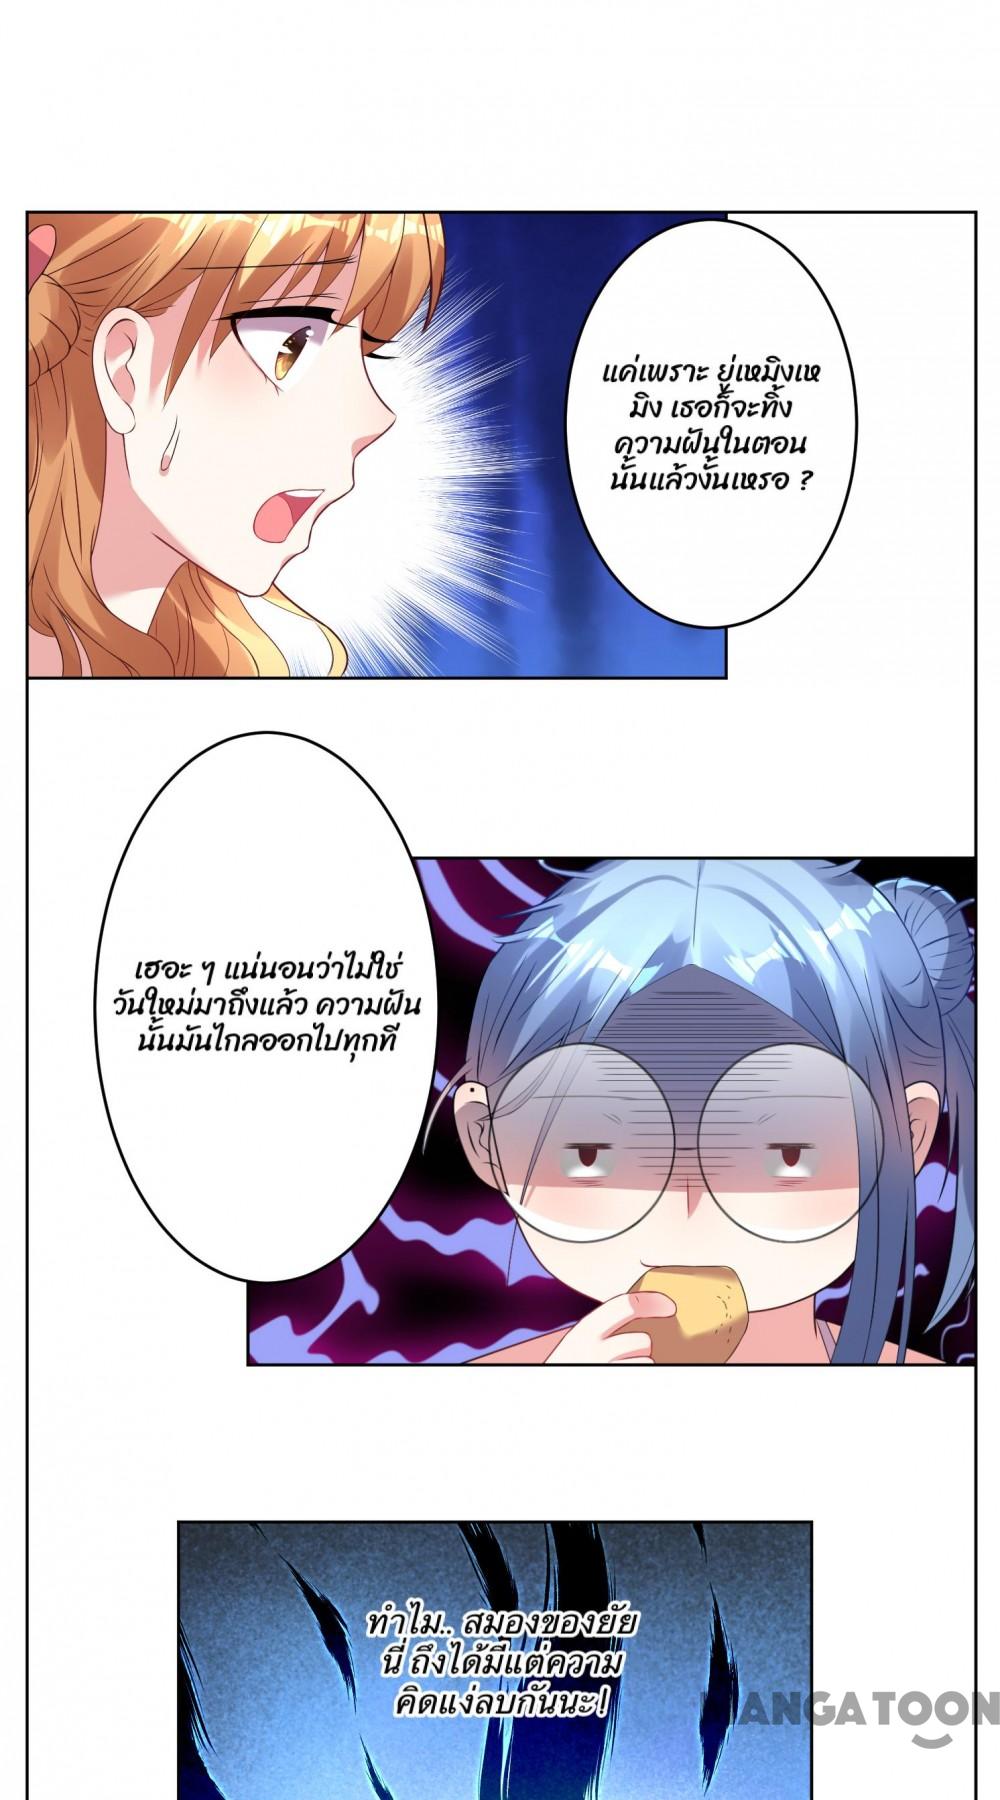 แค่เพราะ ยู่เหมิงเห
มิง เธอก็จะทิ้ง
ความฝันในตอน
นั้นแล้วงั้นเหรอ ?
เฮอะ ๆ แน่นอนว่าไม่ใช่
วันใหม่มาถึงแล้ว ความฝัน
นั้นมันไกลออกไปทุกที
ทำไม.. สมองของยัย
นี่ ถึงได้มีแต่ความ
คิดแง่ลบกันนะ!
MANGATOON